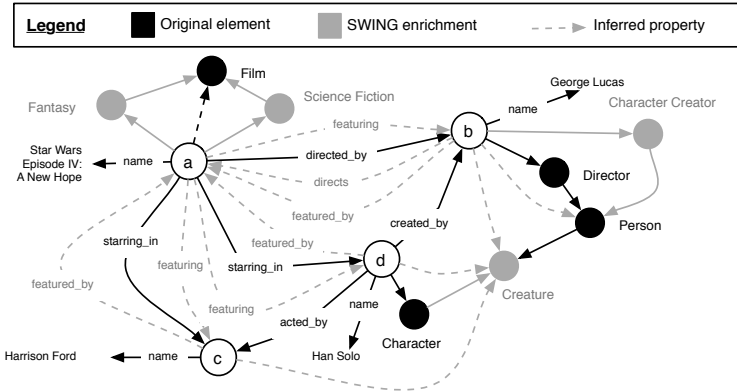 Legend
Original element
SWING enrichment
Inferred property
Film
Fantasy
Science Fiction
George Lucas
name
Character Creator
featuring
b
Star Wars
Episode IV:
A New Hope
name
a
directed_by
directs
Director
featured_by
created_by
Person
starring_in
featured_by
featured_by
starring_in
d
featuring
Creature
featuring
name
acted_by
Character
Harrison Ford
name
c
Han Solo